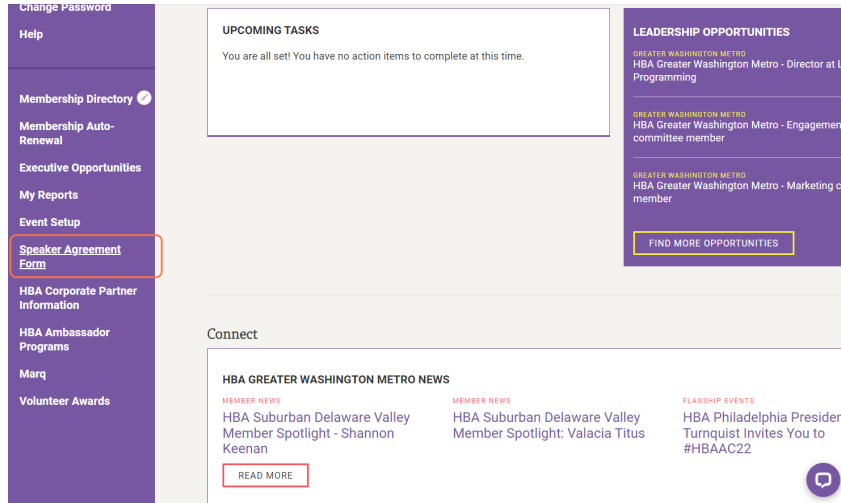 Change Password
Help
Membership Directory
Membership Auto-
Renewal
Executive Opportunities
My Reports
Event Setup
Speaker Agreement
Form
HBA Corporate Partner
Information
HBA Ambassador
Programs
Marq
Volunteer Awards
UPCOMING TASKS
You are all set! You have no action items to complete at this time.
LEADERSHIP OPPORTUNITIES
GREATER WASHINGTON METRO
HBA Greater Washington Metro - Director at L
Programming
GREATER WASHINGTON METRO
HBA Greater Washington Metro - Engagemen
committee member
GREATER WASHINGTON METRO
HBA Greater Washington Metro - Marketing c
member
FIND MORE OPPORTUNITIES
Connect
HBA GREATER WASHINGTON METRO NEWS
MEMBER NEWS
HBA Suburban Delaware Valley
Member Spotlight - Shannon
Keenan
READ MORE
MEMBER NEWS
HBA Suburban Delaware Valley
Member Spotlight: Valacia Titus
FLAGSHIP EVENTS
HBA Philadelphia Presiden
Turnquist Invites You to
#HBAAC22